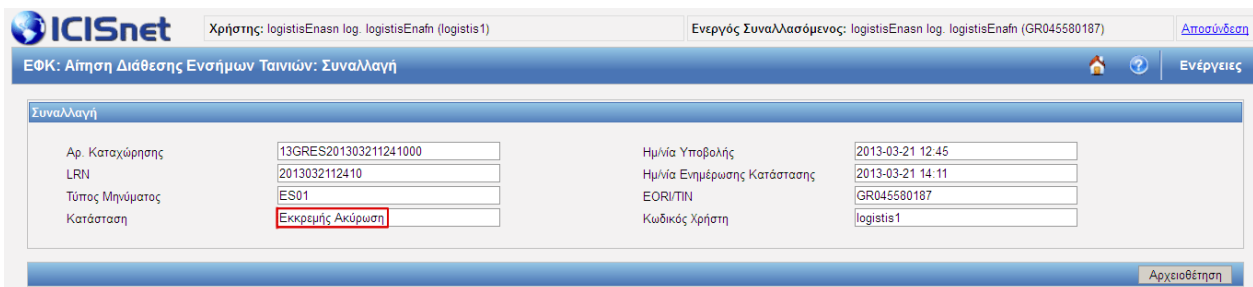 ICISnet
Χρήστης: logistisEnasn log. logistisEnafn (logistis1)
Ενεργός Συναλλασόμενος: logistisEnasn log. logistisEnafn (GR045580187)
Αποσύνδεση
ΕΦΚ: Αίτηση Διάθεσης Ενσήμων Ταινιών: Συναλλαγή
Ενέργειες
Συναλλαγή
Αρ. Καταχώρησης 13GRES201303211241000 Ημ/νία Υποβολής 2013-03-21 12:45
LRN 2013032112410 Ημ/νία Ενημέρωσης Κατάστασης 2013-03-21 14:11
Τύπος Μηνύματος ES01 EORI/TIN GR045580187
Κατάσταση Εκκρεμής Ακύρωση Κωδικός Χρήστη logistis1
Αρχειοθέτηση